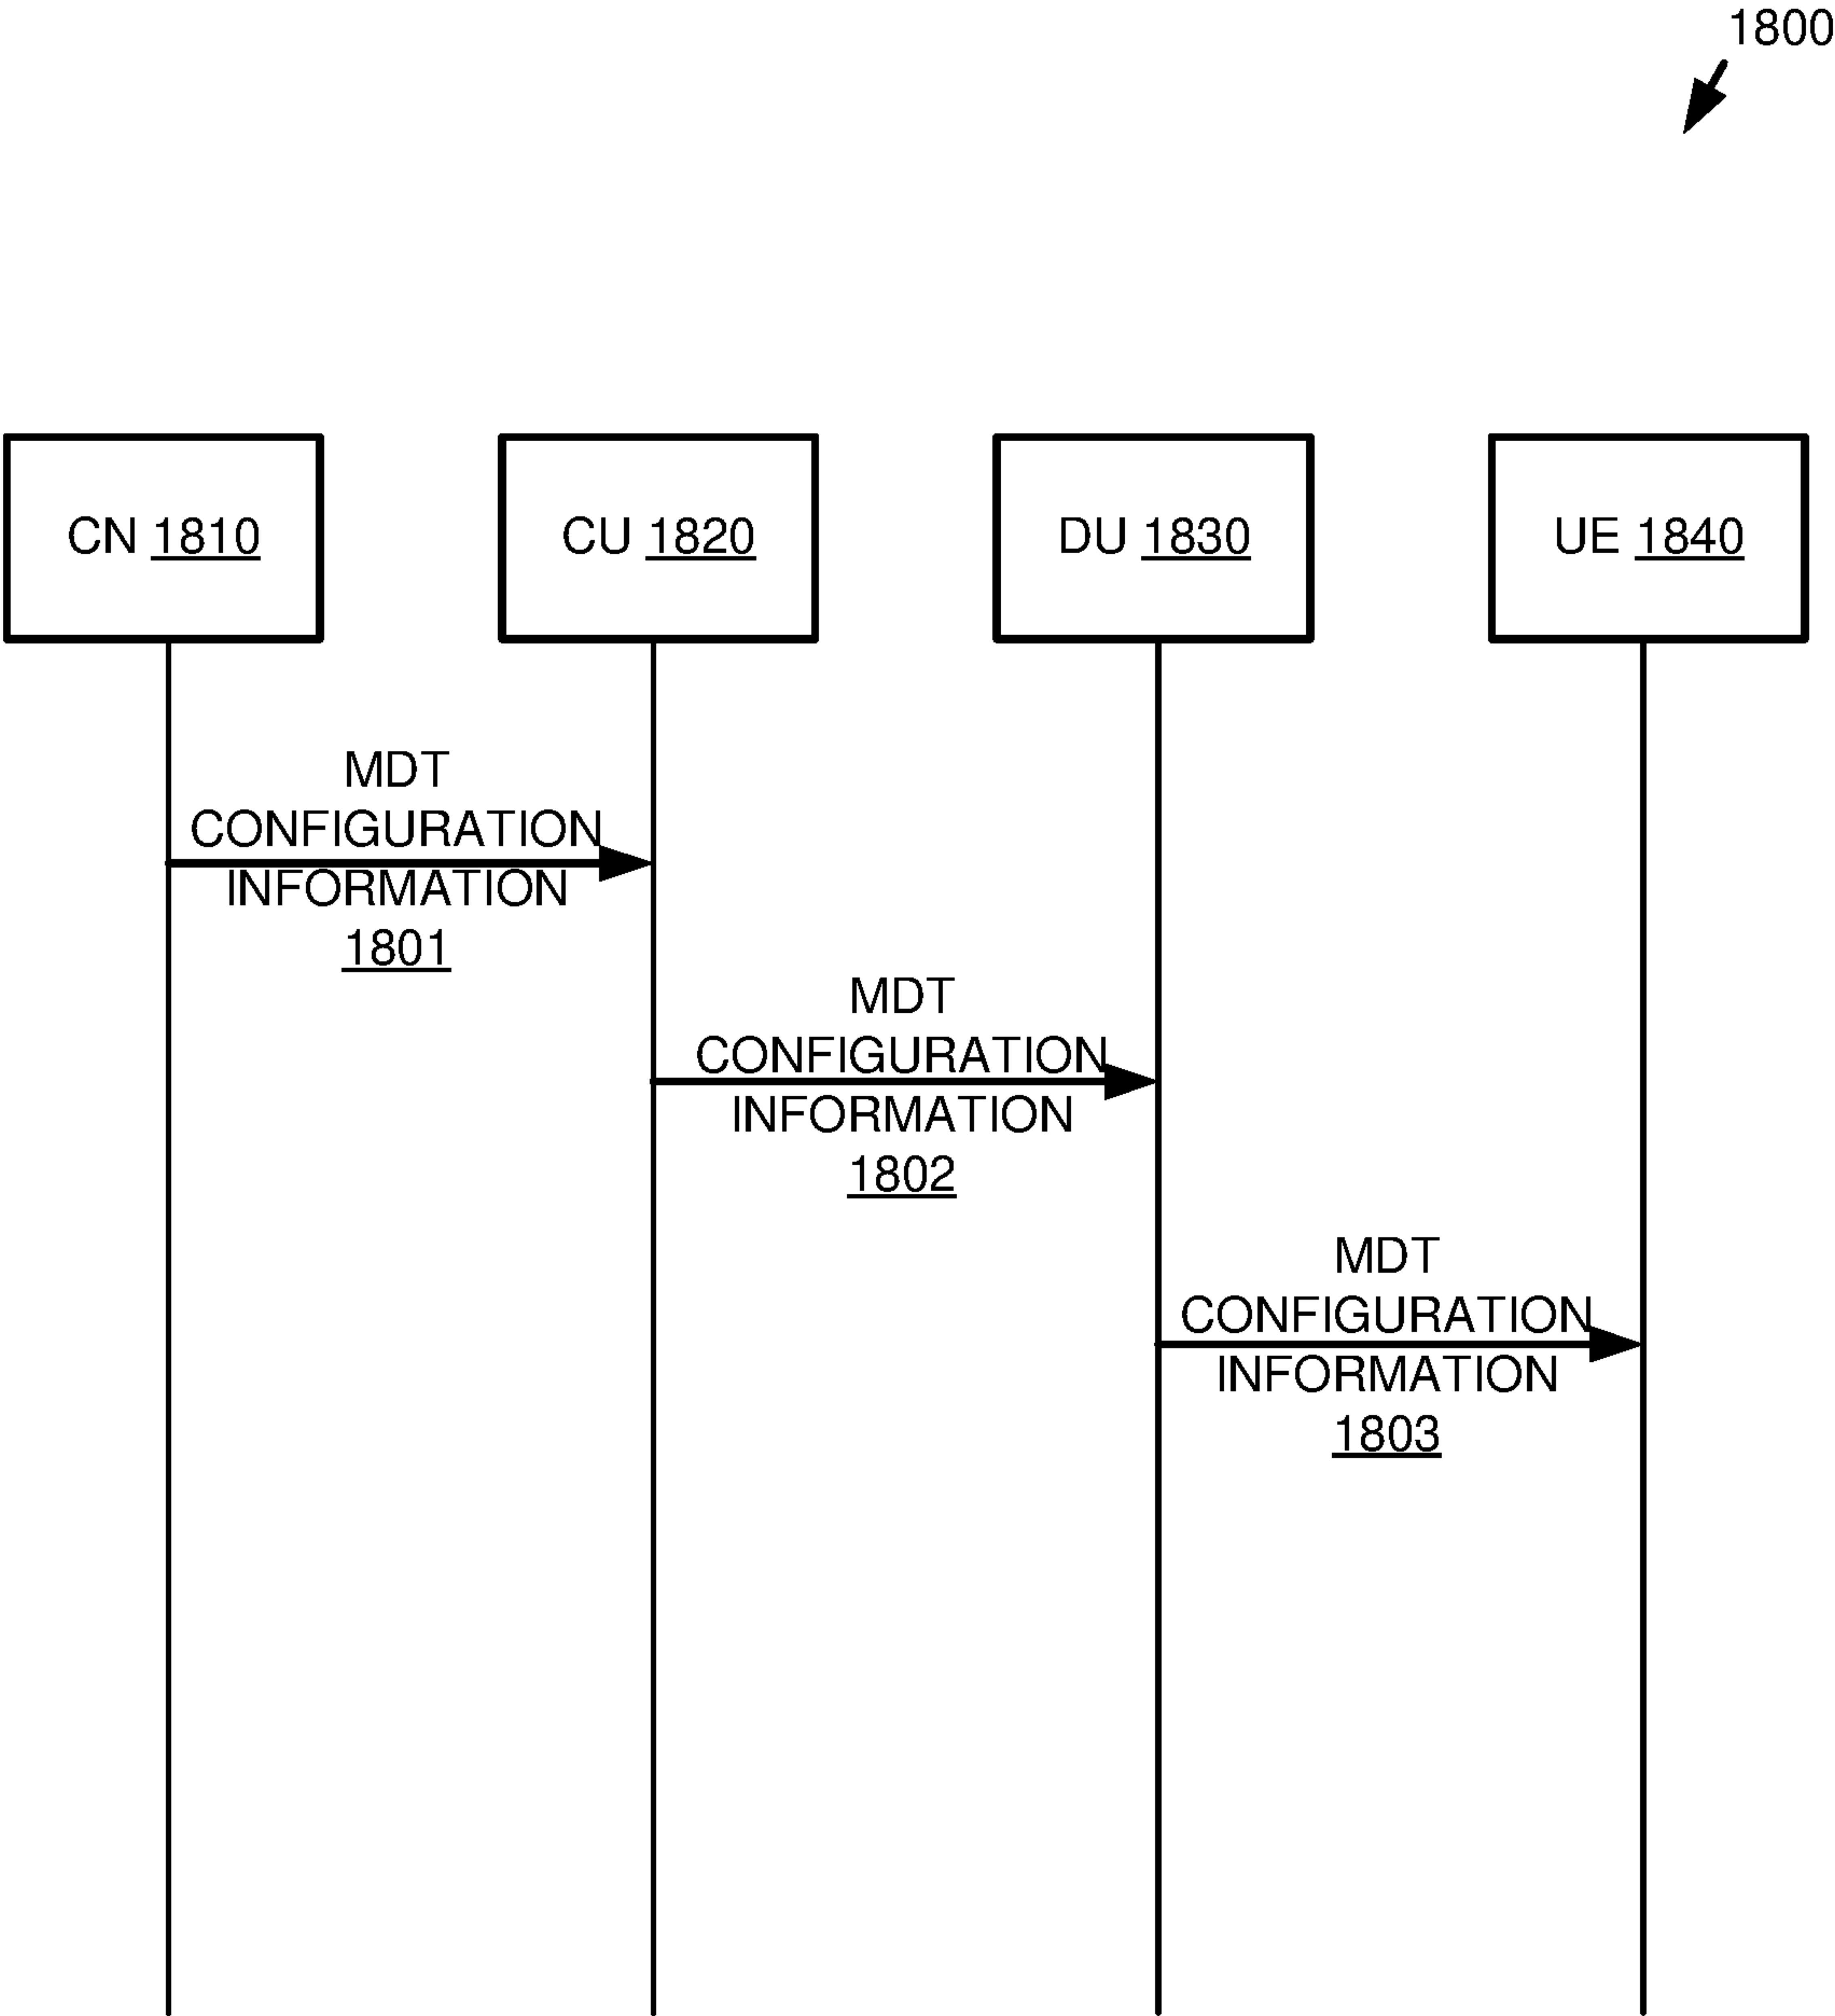 1800
CN 1810
CU 1820
DU 1830
UE 1840
MDT
CONFIGURATION
INFORMATION
1801
MDT
CONFIGURATION
INFORMATION
1802
MDT
CONFIGURATION
INFORMATION
1803